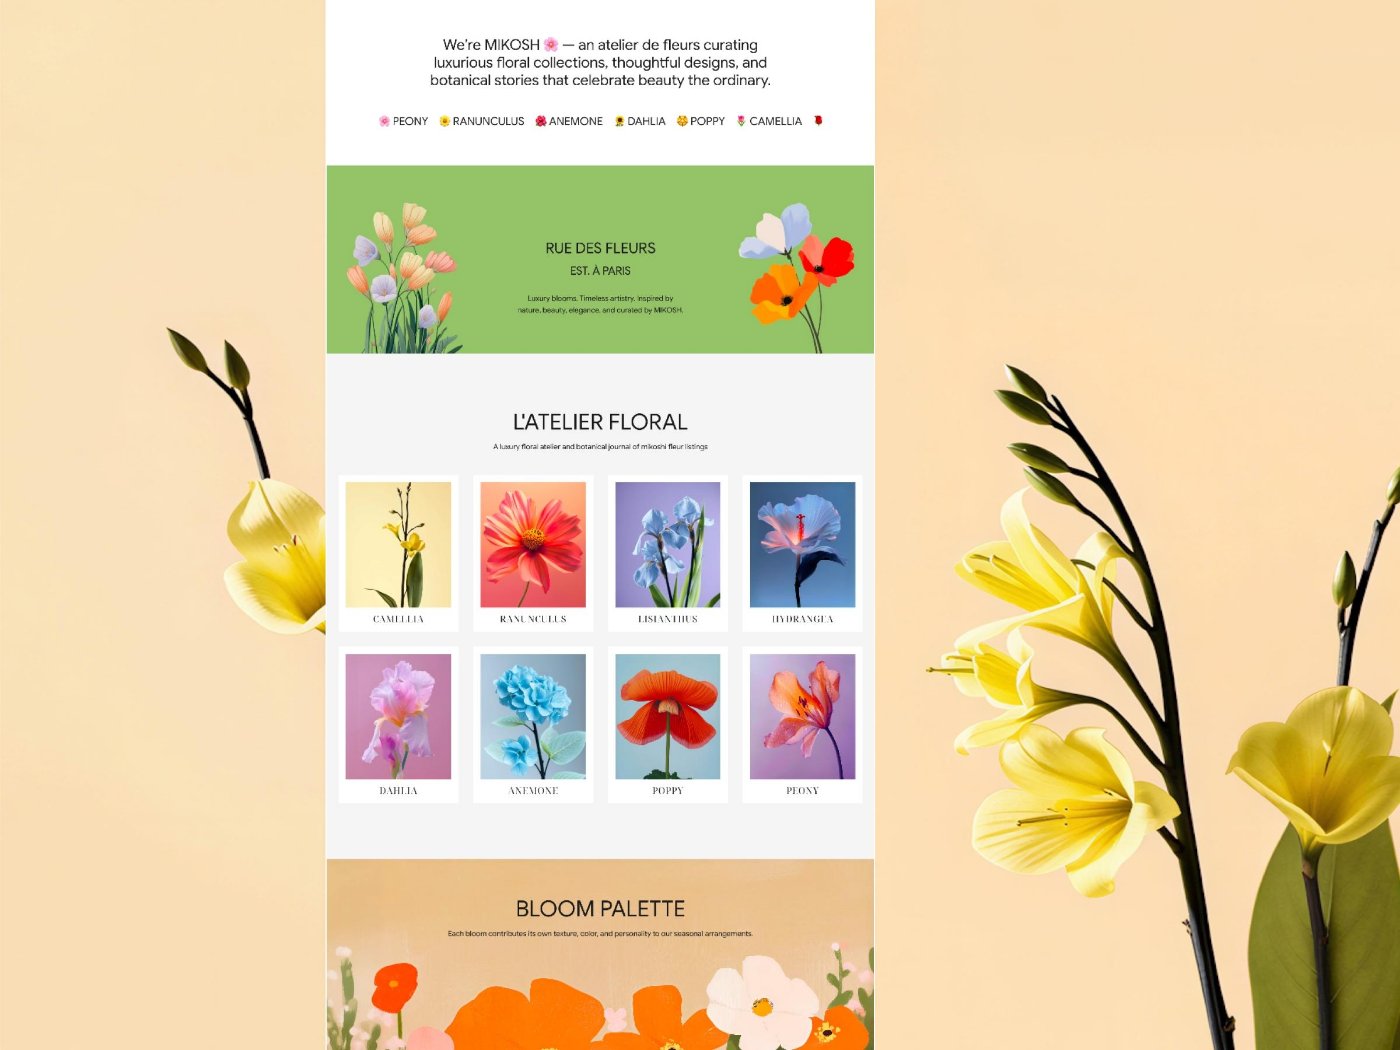 We're MIKOSH 🌸 — an atelier de fleurs curating
luxurious floral collections, thoughtful designs, and
botanical stories that celebrate beauty the ordinary.
🌸 PEONY 🌼 RANUNCULUS 🌺 ANEMONE 🌻 DAHLIA 🏵️ POPPY 🌷 CAMELLIA 🌹
RUE DES FLEURS
EST. À PARIS
Luxury blooms. Timeless artistry. Inspired by
nature, beauty, elegance, and curated by MIKOSH.
L'ATELIER FLORAL
A luxury floral atelier and botanical journal of mikoshi fleur listings
CAMELLIA
RANUNCULUS
LISIANTHUS
HYDRANGEA
DAHLIA
ANEMONE
POPPY
PEONY
BLOOM PALETTE
Each bloom contributes its own texture, color, and personality to our seasonal arrangements.